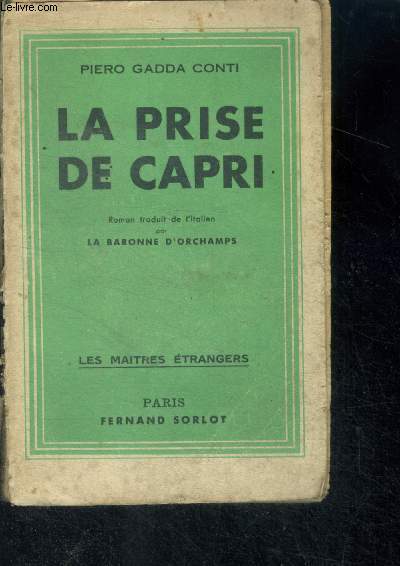 Le-livre.com
PIERO GADDA CONTI
LA PRISE
DE CAPRI
Roman traduit de l'italien
par
LA BARONNE D'ORCHAMPS
LES MAITRES ÉTRANGERS
PARIS
FERNAND SORLOT